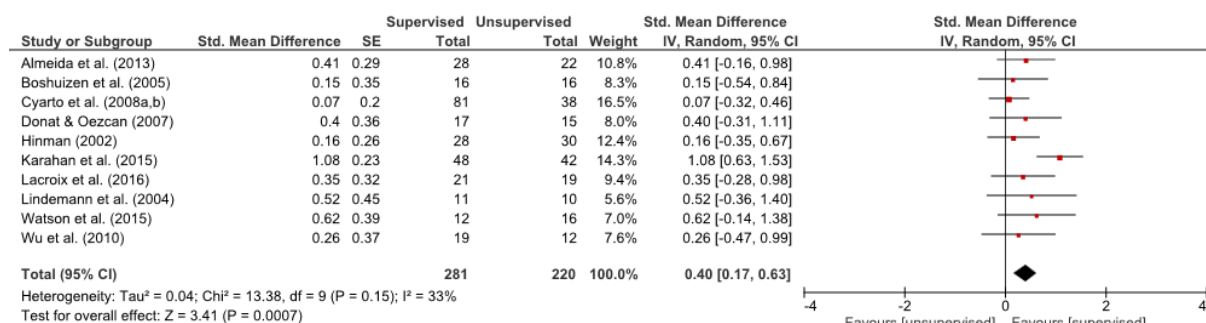 Supervised Unsupervised Std. Mean Difference Std. Mean Difference
Study or Subgroup Std. Mean Difference SE Total Total Weight IV, Random, 95% CI IV, Random, 95% CI
Almeida et al. (2013) 0.41 0.29 28 22 10.8% 0.41 [-0.16, 0.98]
Boshuizen et al. (2005) 0.15 0.35 16 16 8.3% 0.15 [-0.54, 0.84]
Cyarto et al. (2008a,b) 0.07 0.2 81 38 16.5% 0.07 [-0.32, 0.46]
Donat & Oezcan (2007) 0.4 0.36 17 15 8.0% 0.40 [-0.31, 1.11]
Hinman (2002) 0.16 0.26 28 30 12.4% 0.16 [-0.35, 0.67]
Karahan et al. (2015) 1.08 0.23 48 42 14.3% 1.08 [0.63, 1.53]
Lacroix et al. (2016) 0.35 0.32 21 19 9.4% 0.35 [-0.28, 0.98]
Lindemann et al. (2004) 0.52 0.45 11 10 5.6% 0.52 [-0.36, 1.40]
Watson et al. (2015) 0.62 0.39 12 16 7.0% 0.62 [-0.14, 1.38]
Wu et al. (2010) 0.26 0.37 19 12 7.6% 0.26 [-0.47, 0.99]
Total (95% CI) 281 220 100.0% 0.40 [0.17, 0.63]
Heterogeneity: Tau² = 0.04; Chi² = 13.38, df = 9 (P = 0.15); I² = 33%
Test for overall effect: Z = 3.41 (P = 0.0007)
-4 -2 0 2 4
Favours [unsupervised] Favours [supervised]